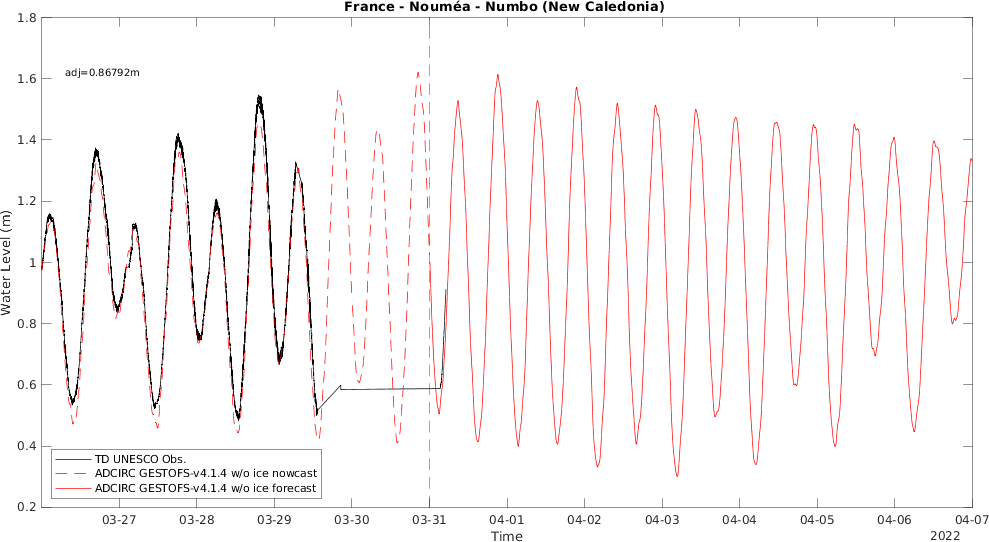 France - Nouméa - Numbo (New Caledonia)
1.8
1.6
1.4
1.2
1
0.8
0.6
0.4
0.2
Water Level (m)
adj=0.86792m
TD UNESCO Obs.
ADCIRC GESTOFS-v4.1.4 w/o ice nowcast
ADCIRC GESTOFS-v4.1.4 w/o ice forecast
03-27 03-28 03-29 03-30 03-31 04-01 04-02 04-03 04-04 04-05 04-06 04-07
Time
2022